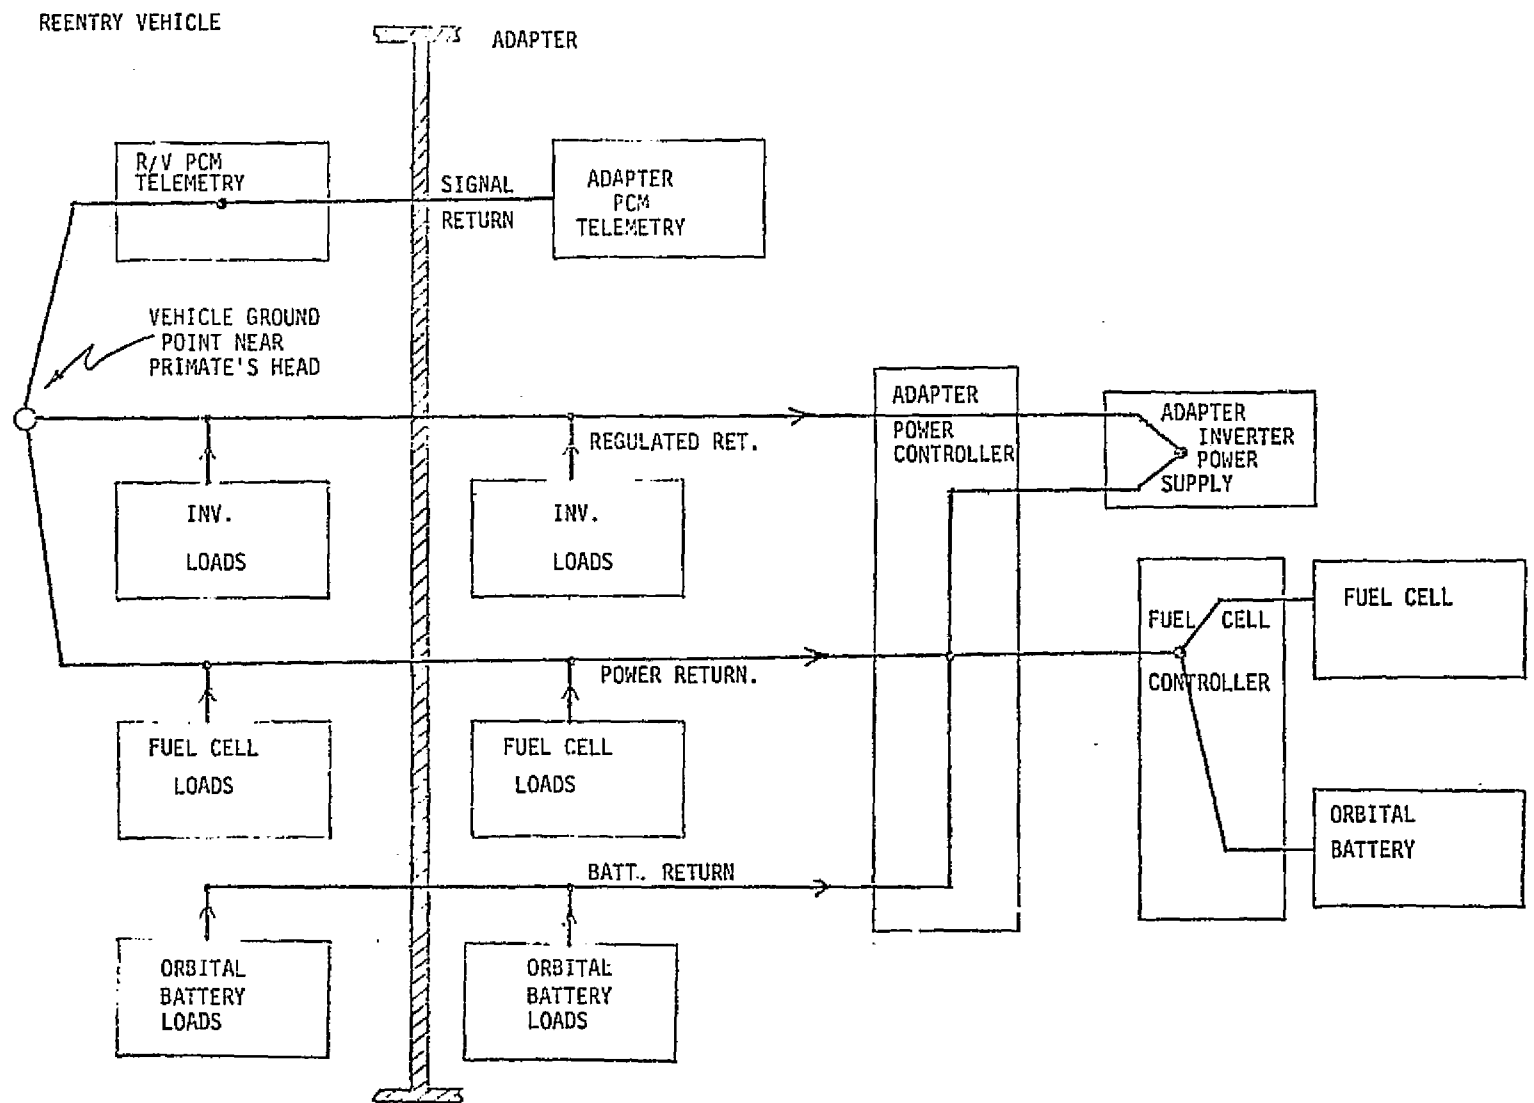 REENTRY VEHICLE
ADAPTER
R/V PCM
TELEMETRY
SIGNAL
RETURN
ADAPTER
PCM
TELEMETRY
VEHICLE GROUND
POINT NEAR
PRIMATE'S HEAD
REGULATED RET.
ADAPTER
POWER
CONTROLLER
ADAPTER
INVERTER
POWER
SUPPLY
INV.
LOADS
INV.
LOADS
POWER RETURN.
FUEL CELL
CONTROLLER
FUEL CELL
FUEL CELL
LOADS
FUEL CELL
LOADS
ORBITAL
BATTERY
BATT. RETURN
ORBITAL
BATTERY
LOADS
ORBITAL
BATTERY
LOADS